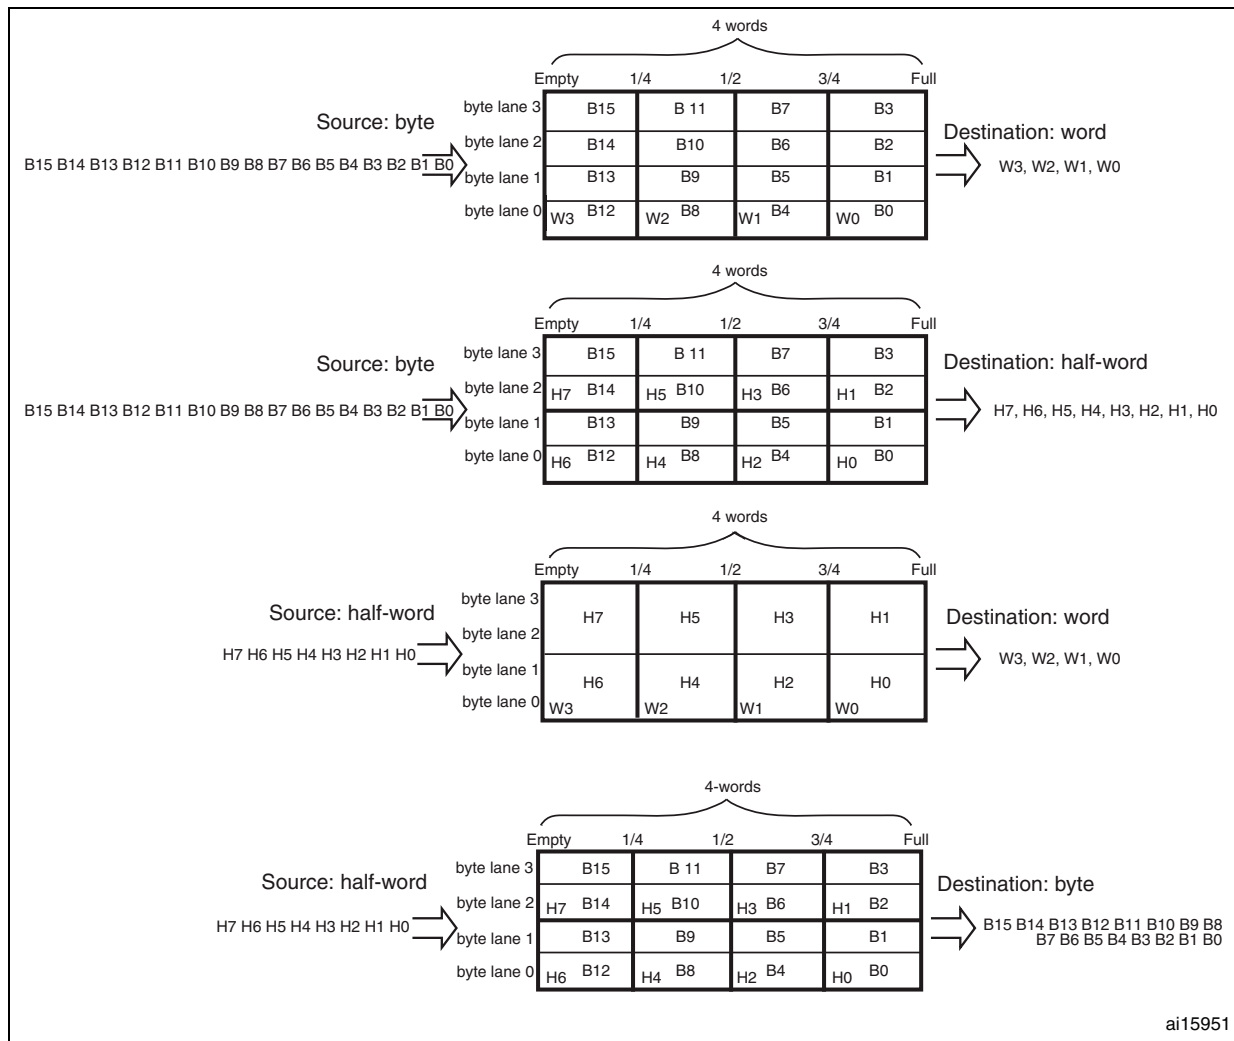 4 words
Empty 1/4 1/2 3/4 Full
byte lane 3 B15 B 11 B7 B3
Source: byte
Destination: word
byte lane 2 B14 B10 B6 B2
B15 B14 B13 B12 B11 B10 B9 B8 B7 B6 B5 B4 B3 B2 B1 B0
W3, W2, W1, W0
byte lane 1 B13 B9 B5 B1
byte lane 0 W3 B12 W2 B8 W1 B4 W0 B0
4 words
Empty 1/4 1/2 3/4 Full
byte lane 3 B15 B 11 B7 B3
Source: byte
Destination: half-word
byte lane 2 H7 B14 H5 B10 H3 B6 H1 B2
B15 B14 B13 B12 B11 B10 B9 B8 B7 B6 B5 B4 B3 B2 B1 B0
H7, H6, H5, H4, H3, H2, H1, H0
byte lane 1 B13 B9 B5 B1
byte lane 0 H6 B12 H4 B8 H2 B4 H0 B0
4 words
Empty 1/4 1/2 3/4 Full
byte lane 3
Source: half-word
H7 H5 H3 H1
Destination: word
byte lane 2
H7 H6 H5 H4 H3 H2 H1 H0
W3, W2, W1, W0
byte lane 1
H6 H4 H2 H0
byte lane 0 W3 W2 W1 W0
4-words
Empty 1/4 1/2 3/4 Full
byte lane 3 B15 B 11 B7 B3
Source: half-word
Destination: byte
byte lane 2 H7 B14 H5 B10 H3 B6 H1 B2
H7 H6 H5 H4 H3 H2 H1 H0
B15 B14 B13 B12 B11 B10 B9 B8
B7 B6 B5 B4 B3 B2 B1 B0
byte lane 1 B13 B9 B5 B1
byte lane 0 H6 B12 H4 B8 H2 B4 H0 B0
ai15951